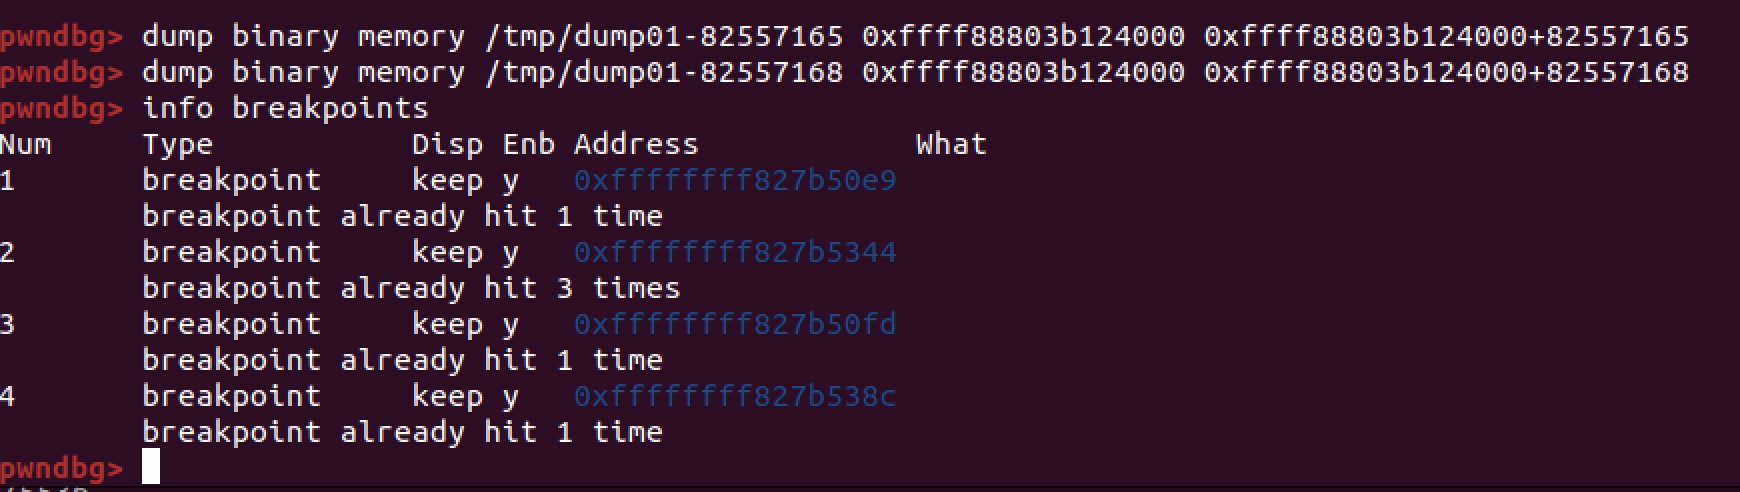 pwndbg> dump binary memory /tmp/dump01-82557165 0xffff88803b124000 0xffff88803b124000+82557165
pwndbg> dump binary memory /tmp/dump01-82557168 0xffff88803b124000 0xffff88803b124000+82557168
pwndbg> info breakpoints
Num     Type           Disp Enb Address            What
1       breakpoint     keep y   0xffffffff827b50e9
        breakpoint already hit 1 time
2       breakpoint     keep y   0xffffffff827b5344
        breakpoint already hit 3 times
3       breakpoint     keep y   0xffffffff827b50fd
        breakpoint already hit 1 time
4       breakpoint     keep y   0xffffffff827b538c
        breakpoint already hit 1 time
pwndbg>